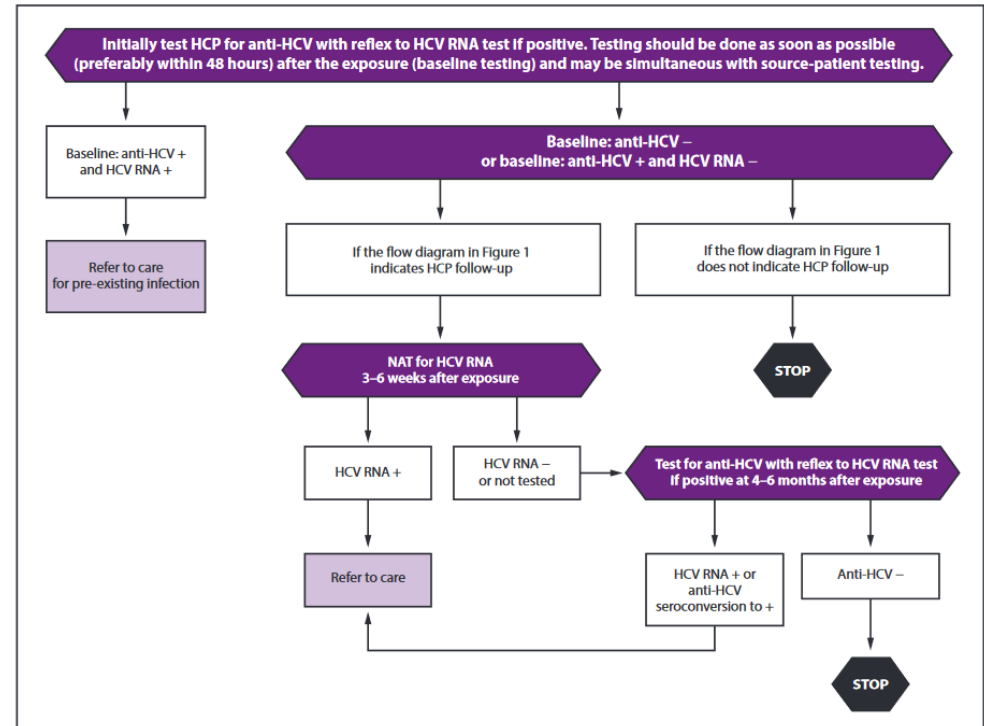 Initially test HCP for anti-HCV with reflex to HCV RNA test if positive. Testing should be done as soon as possible
(preferably within 48 hours) after the exposure (baseline testing) and may be simultaneous with source-patient testing.
Baseline: anti-HCV +
and HCV RNA +
Baseline: anti-HCV –
or baseline: anti-HCV + and HCV RNA –
Refer to care
for pre-existing infection
If the flow diagram in Figure 1
indicates HCP follow-up
If the flow diagram in Figure 1
does not indicate HCP follow-up
NAT for HCV RNA
3–6 weeks after exposure
STOP
HCV RNA +
HCV RNA –
or not tested
Test for anti-HCV with reflex to HCV RNA test
If positive at 4–6 months after exposure
Refer to care
HCV RNA + or
anti-HCV
seroconversion to +
Anti-HCV –
STOP